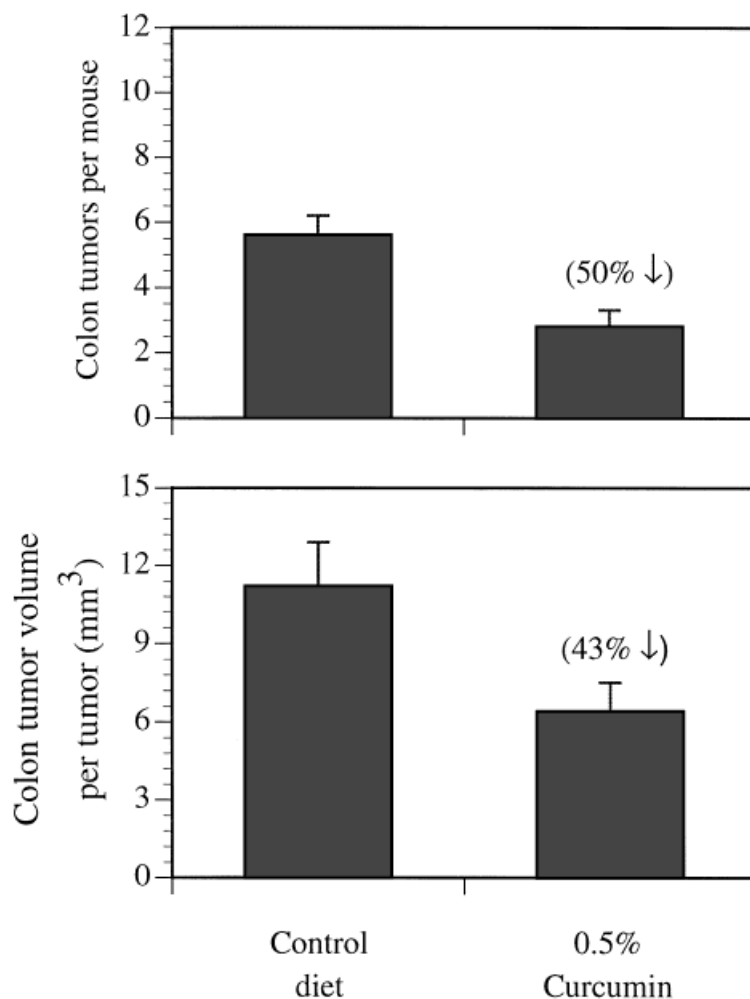 Colon tumors per mouse
12
10
8
6
4
2
0
(50% ↓)
Colon tumor volume
per tumor (mm³)
15
12
9
6
3
0
(43% ↓)
Control
diet
0.5%
Curcumin